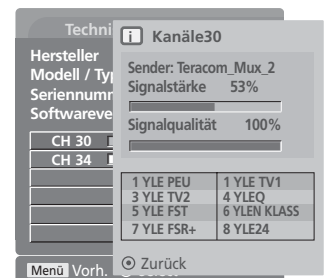 Techni
Hersteller
Modell / Typ
Seriennumr
Softwareve
CH 30
CH 34
Menü Vorh.
i Kanäle30
Sender: Teracom_Mux_2
Signalstärke 53%
Signalqualität 100%
1 YLE PEU 1 YLE TV1
3 YLE TV2 4 YLEQ
5 YLE FST 6 YLEN KLASS
7 YLE FSR+ 8 YLE24
Zurück